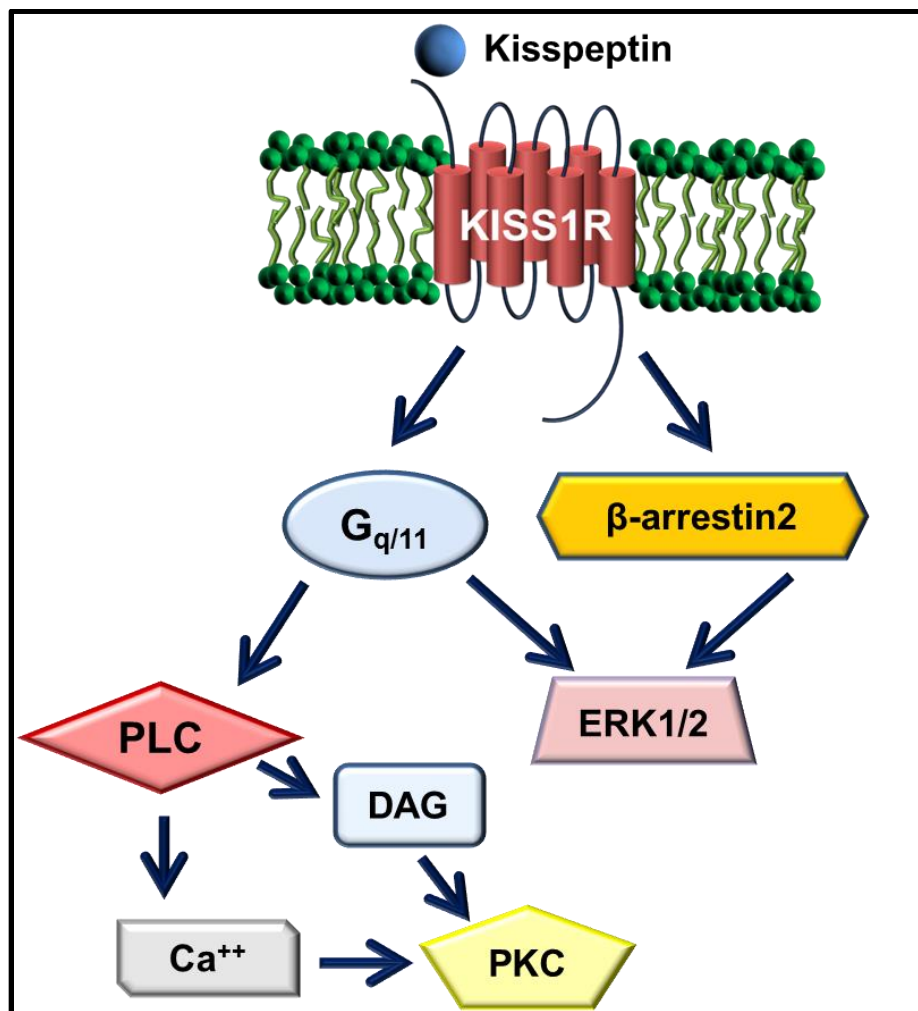 Kisspeptin
KISS1R
Gq/11
β-arrestin2
PLC
ERK1/2
DAG
Ca++
PKC